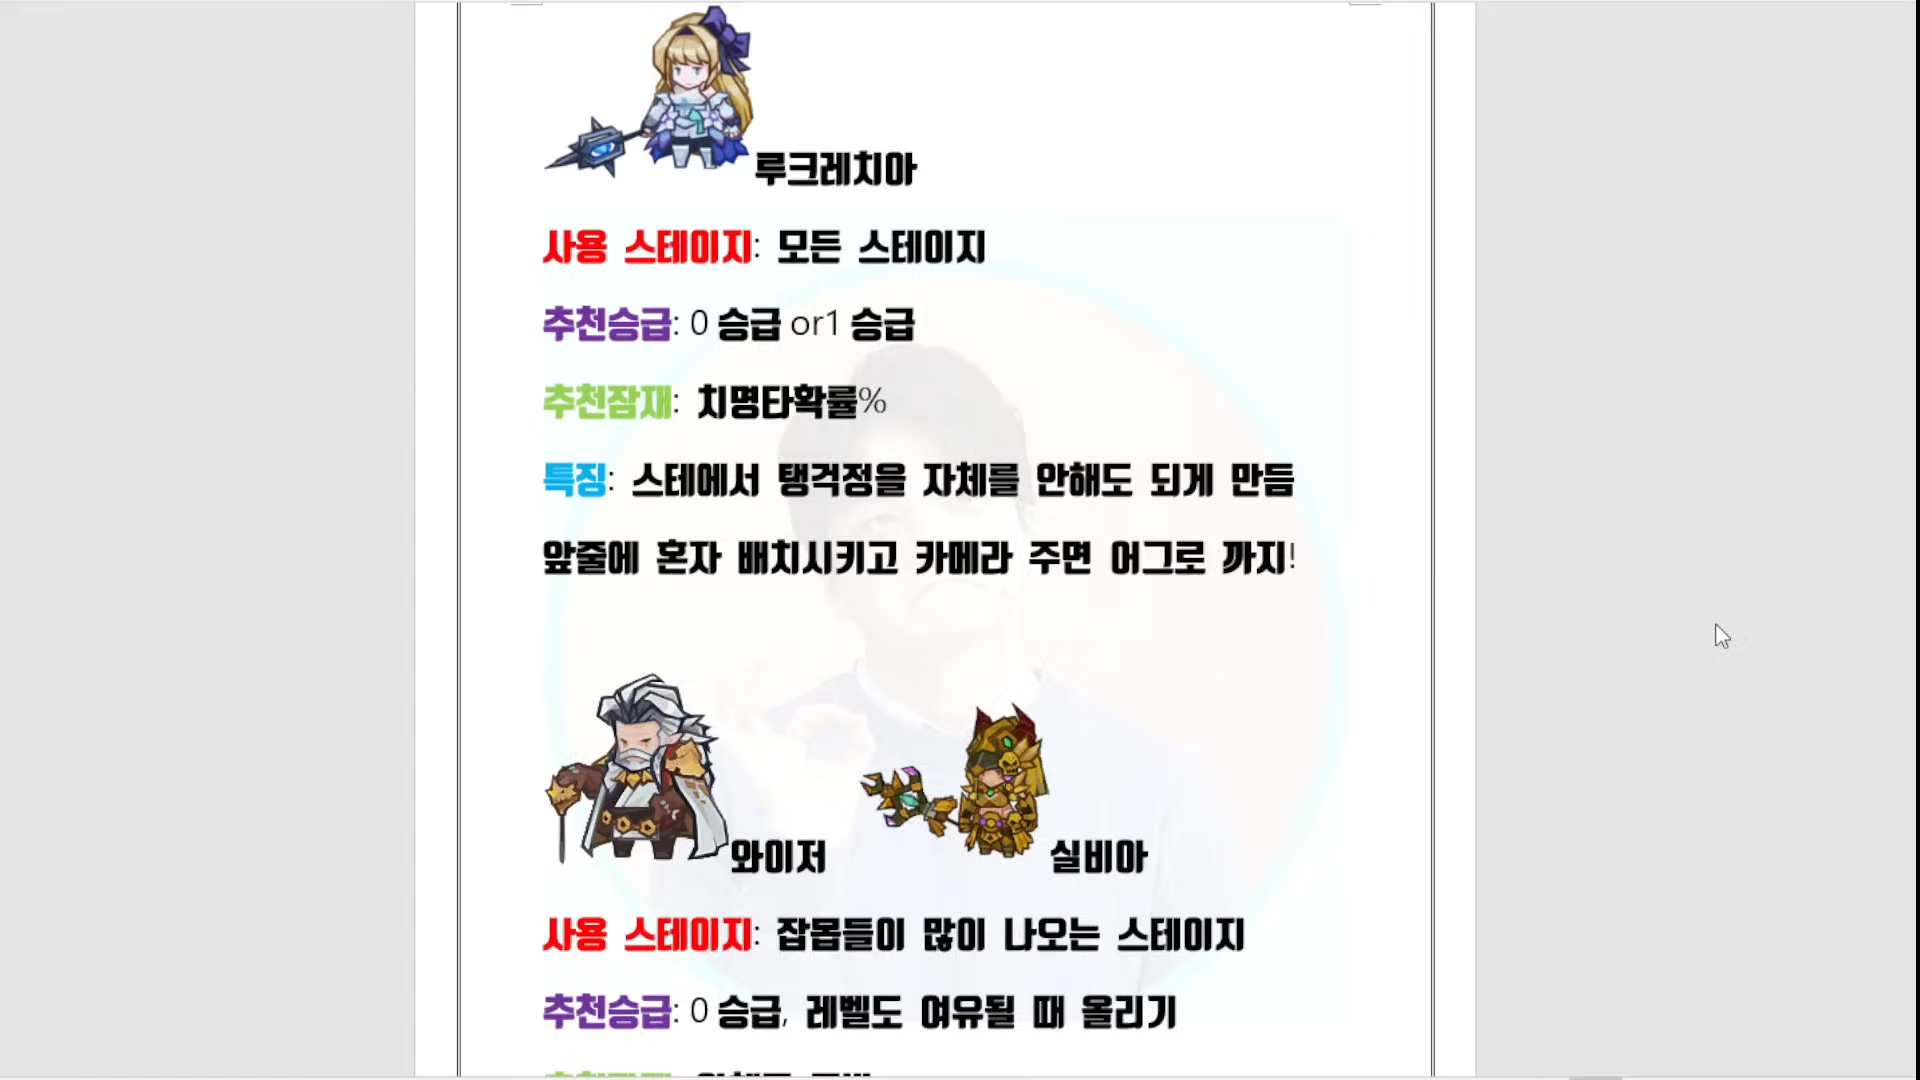 루크레치아
사용 스테이지: 모든 스테이지
추천승급: 0 승급 or1 승급
추천잠재: 치명타확률%
특징: 스테에서 탱걱정을 자체를 안해도 되게 만듬
앞줄에 혼자 배치시키고 카메라 주면 어그로 까지!
와이저 실비아
사용 스테이지: 잡몹들이 많이 나오는 스테이지
추천승급: 0 승급, 레벨도 여유될 때 올리기